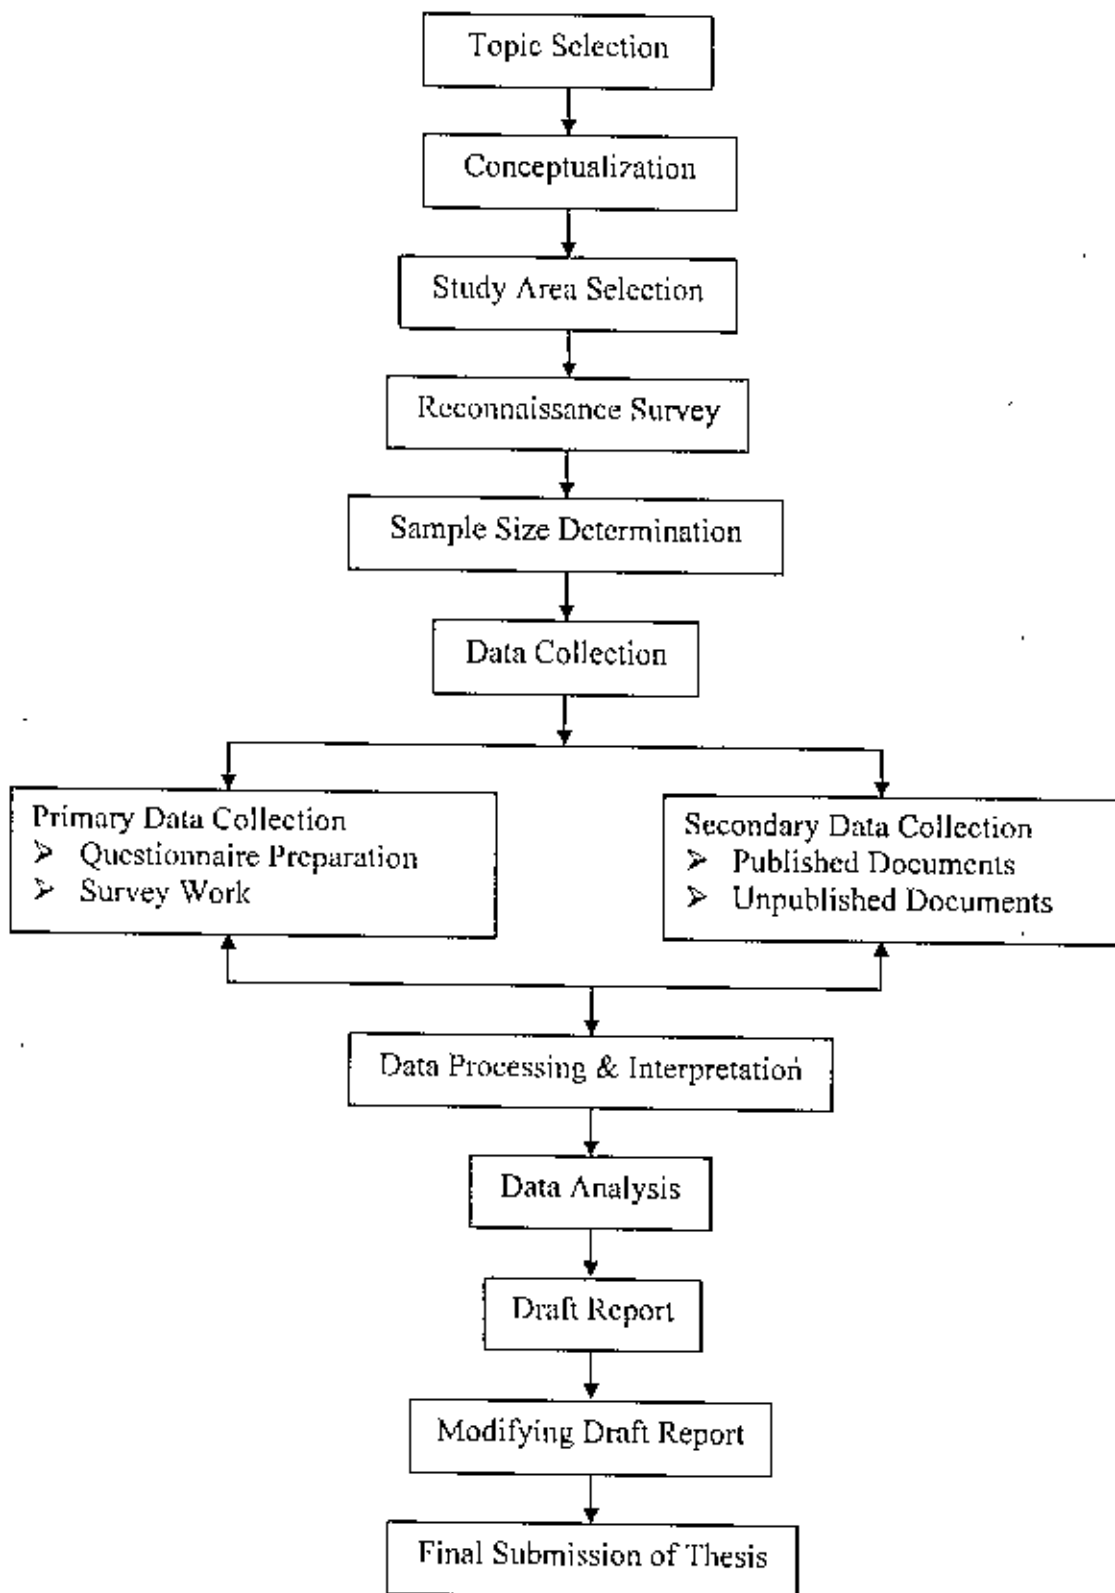 Topic Selection
Conceptualization
Study Area Selection
Reconnaissance Survey
Sample Size Determination
Data Collection
Primary Data Collection
➢ Questionnaire Preparation
➢ Survey Work
Secondary Data Collection
➢ Published Documents
➢ Unpublished Documents
Data Processing & Interpretation
Data Analysis
Draft Report
Modifying Draft Report
Final Submission of Thesis